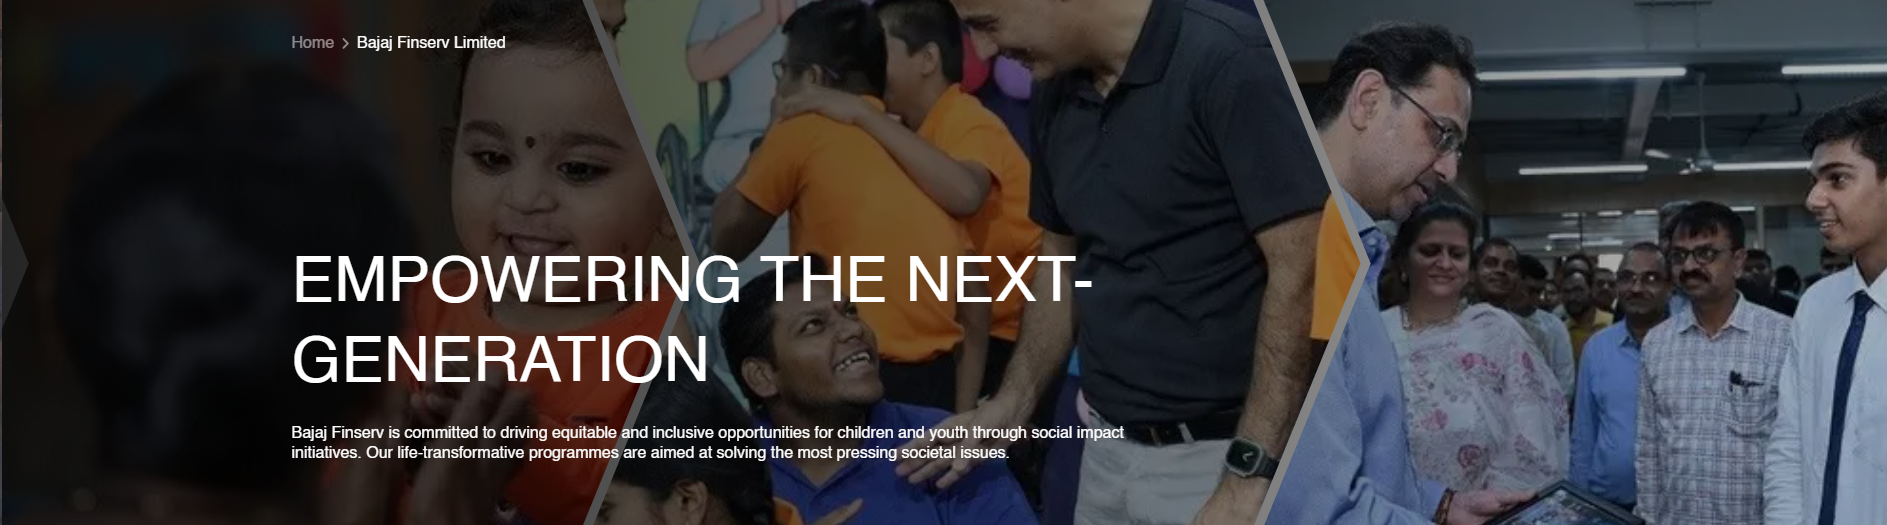 Home > Bajaj Finserv Limited
EMPOWERING THE NEXT-
GENERATION
Bajaj Finserv is committed to driving equitable and inclusive opportunities for children and youth through social impact
initiatives. Our life-transformative programmes are aimed at solving the most pressing societal issues.